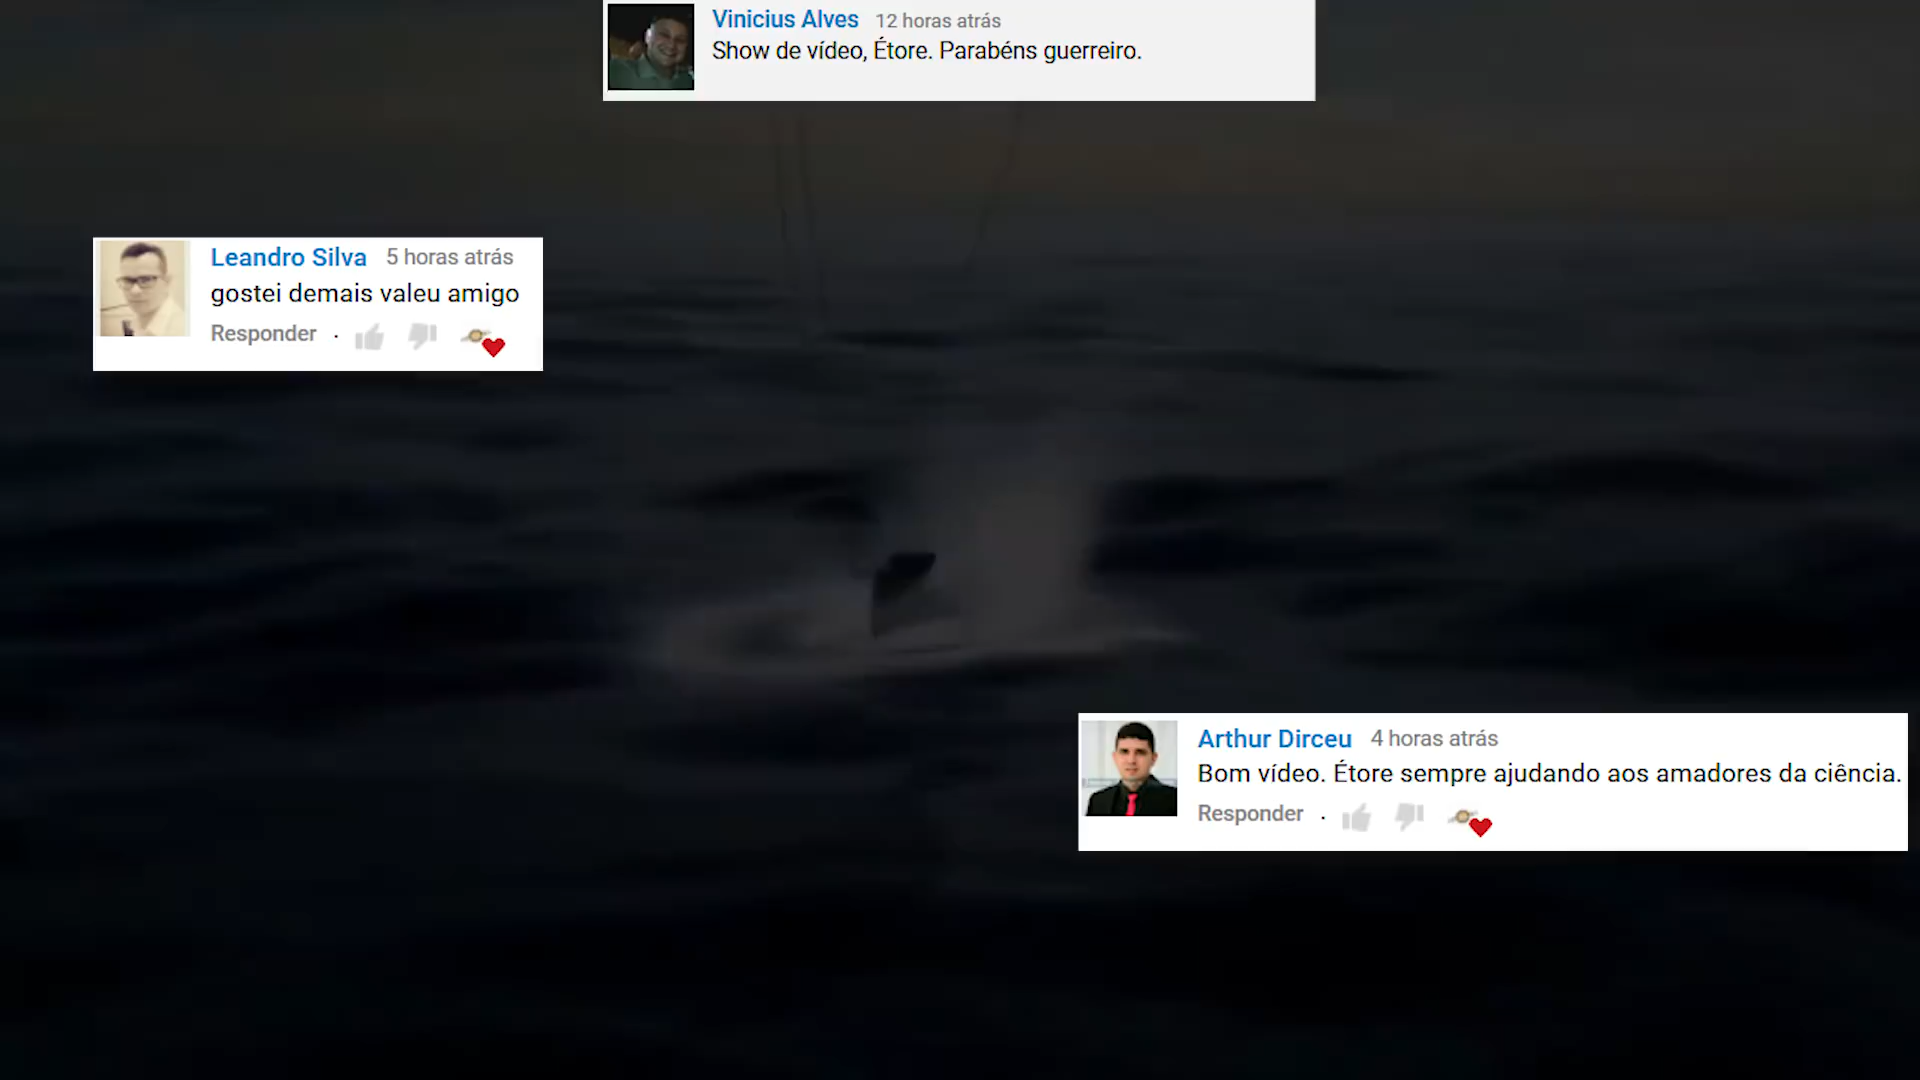 Vinicius Alves 12 horas atrás
Show de vídeo, Étore. Parabéns guerreiro.
Leandro Silva 5 horas atrás
gostei demais valeu amigo
Responder ·
Arthur Dirceu 4 horas atrás
Bom vídeo. Étore sempre ajudando aos amadores da ciência.
Responder ·